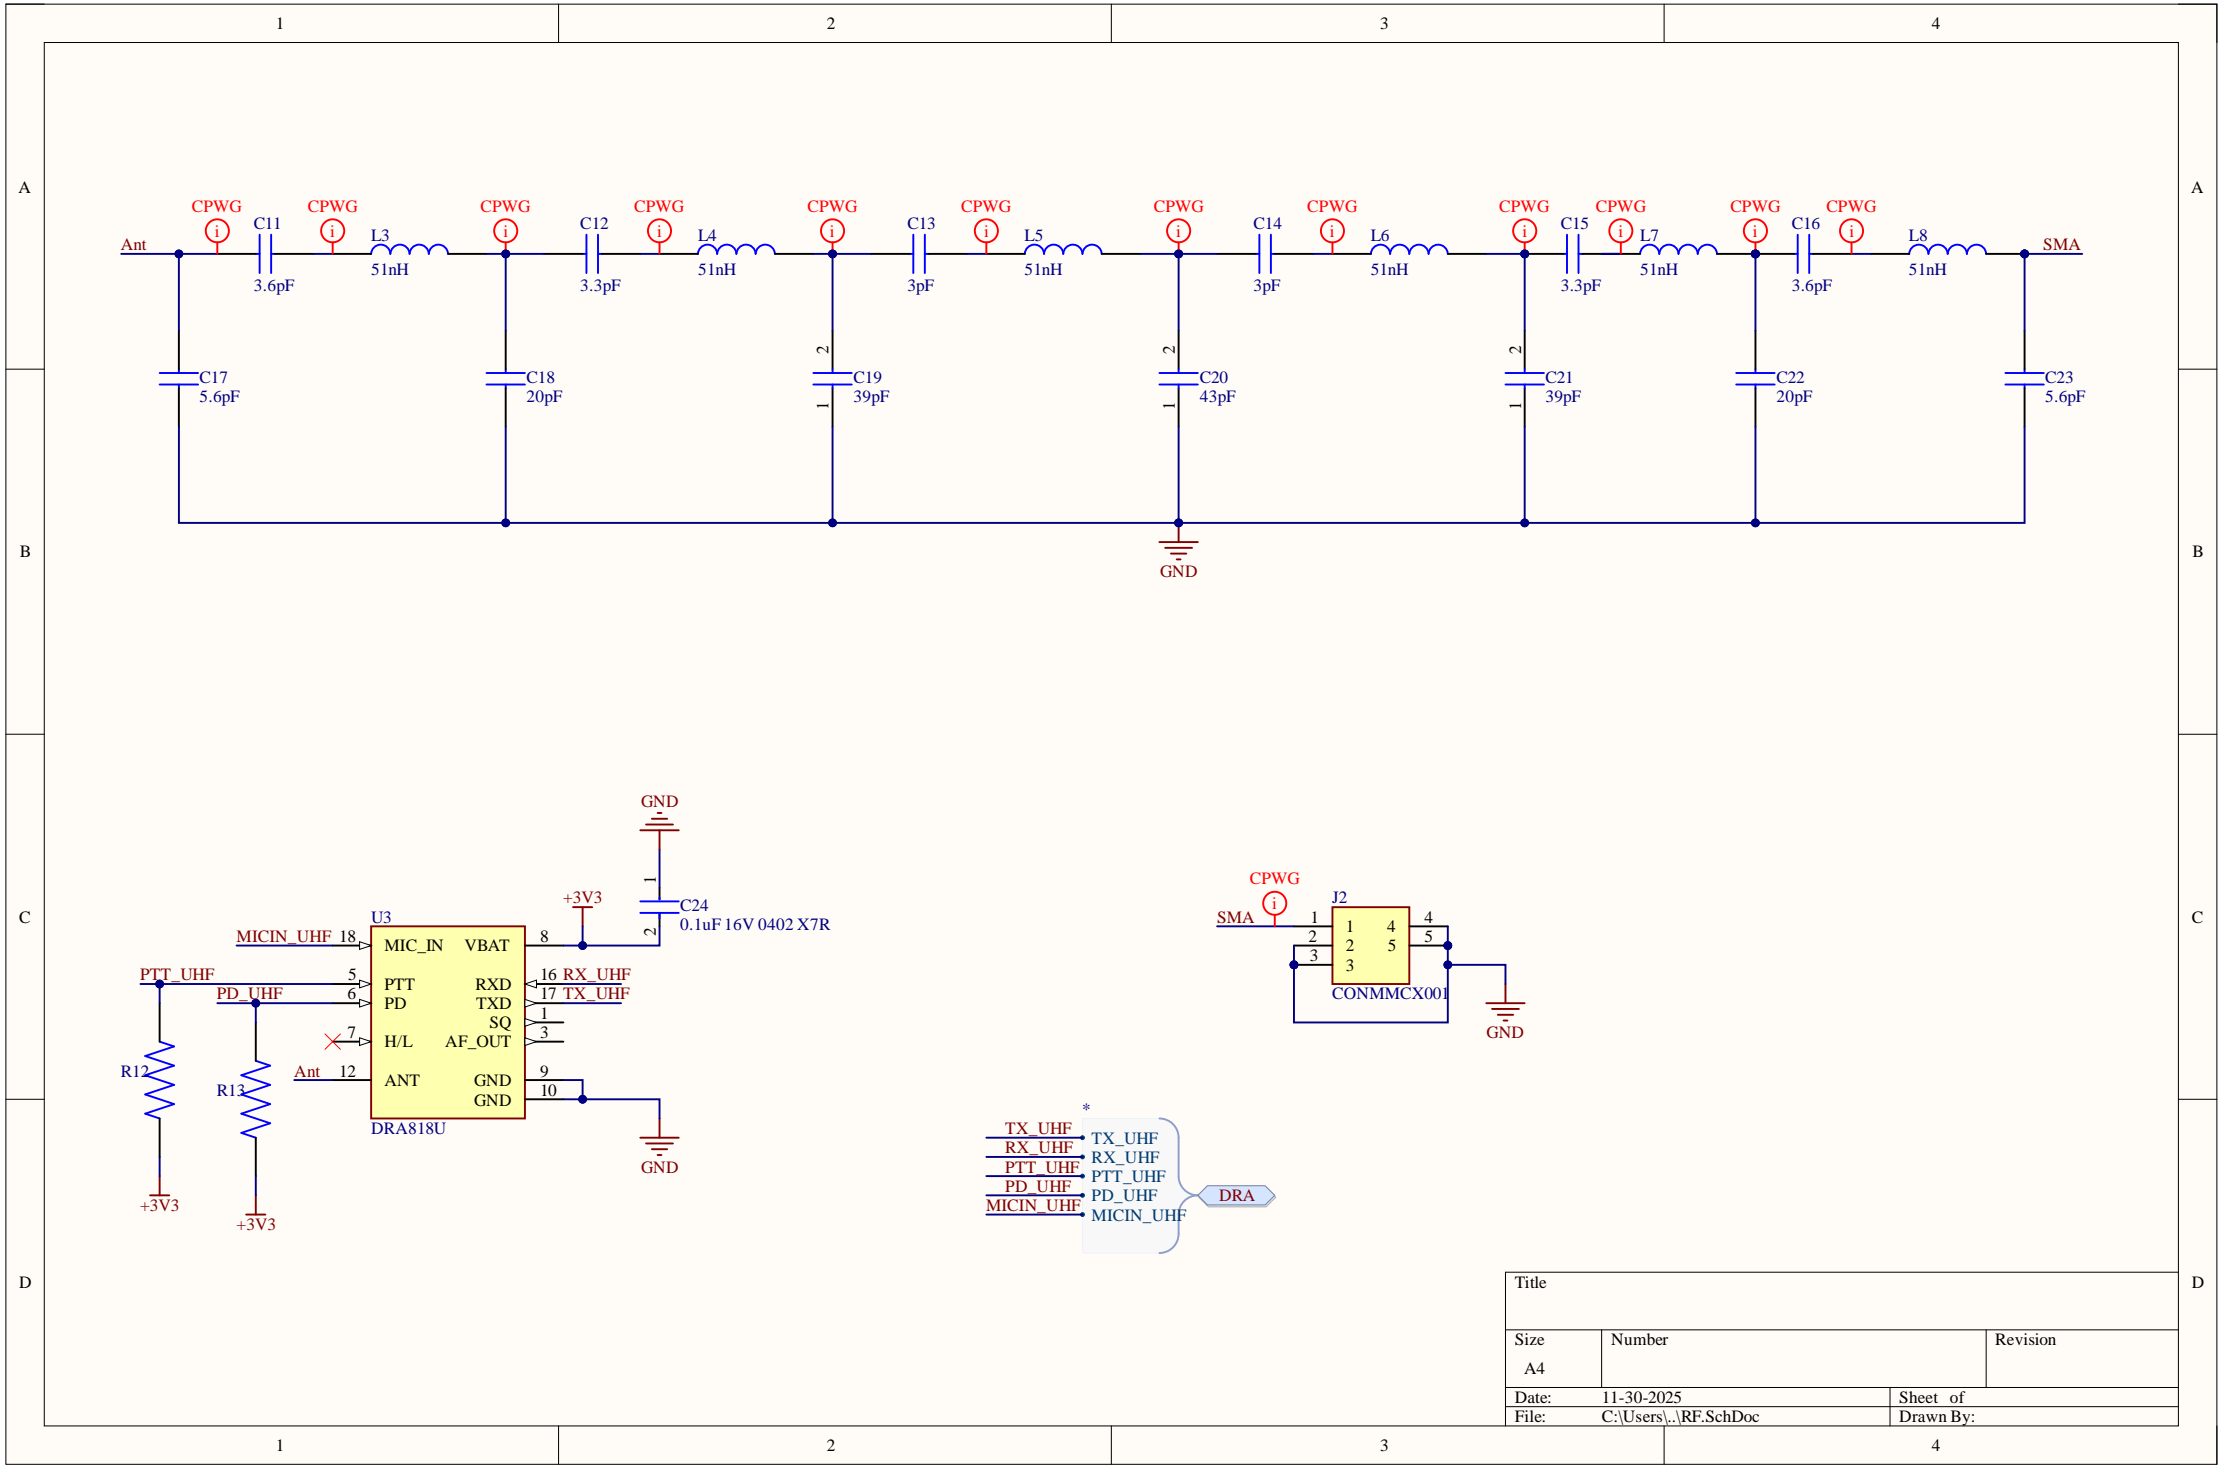 1 2 3 4
A A
CPWG CPWG CPWG CPWG CPWG CPWG CPWG CPWG CPWG CPWG CPWG CPWG
i i i i i i i i i i i i
C11 C12 C13 C14 C15 C16
Ant L3 L4 L5 L6 L7 L8 SMA
51nH 51nH 51nH 51nH 51nH 51nH
3.6pF 3.3pF 3pF 3pF 3.3pF 3.6pF
2 2 2
C17 C18 C19 C20 C21 C22 C23
5.6pF 20pF 39pF 43pF 39pF 20pF 5.6pF
1 1 1
B B
GND
GND
1
C24
0.1uF 16V 0402 X7R
2
+3V3
C C
U3
MICIN_UHF 18 MIC_IN VBAT 8
PTT_UHF 5 PTT RXD 16 RX_UHF
PD_UHF 6 PD TXD 17 TX_UHF
SQ 1
7 H/L AF_OUT 3
Ant 12 ANT GND 9
GND 10
DRA818U
GND
R12
R13
+3V3
+3V3
CPWG
i
J2
SMA 1 1 4 4
2 2 5 5
3 3
CONMMCX001
GND
*
TX_UHF TX_UHF
RX_UHF RX_UHF
PTT_UHF PTT_UHF
PD_UHF PD_UHF DRA
MICIN_UHF MICIN_UHF
D D
Title
Size Number Revision
A4
Date: 11-30-2025 Sheet of
File: C:\Users\..\RF.SchDoc Drawn By:
1 2 3 4